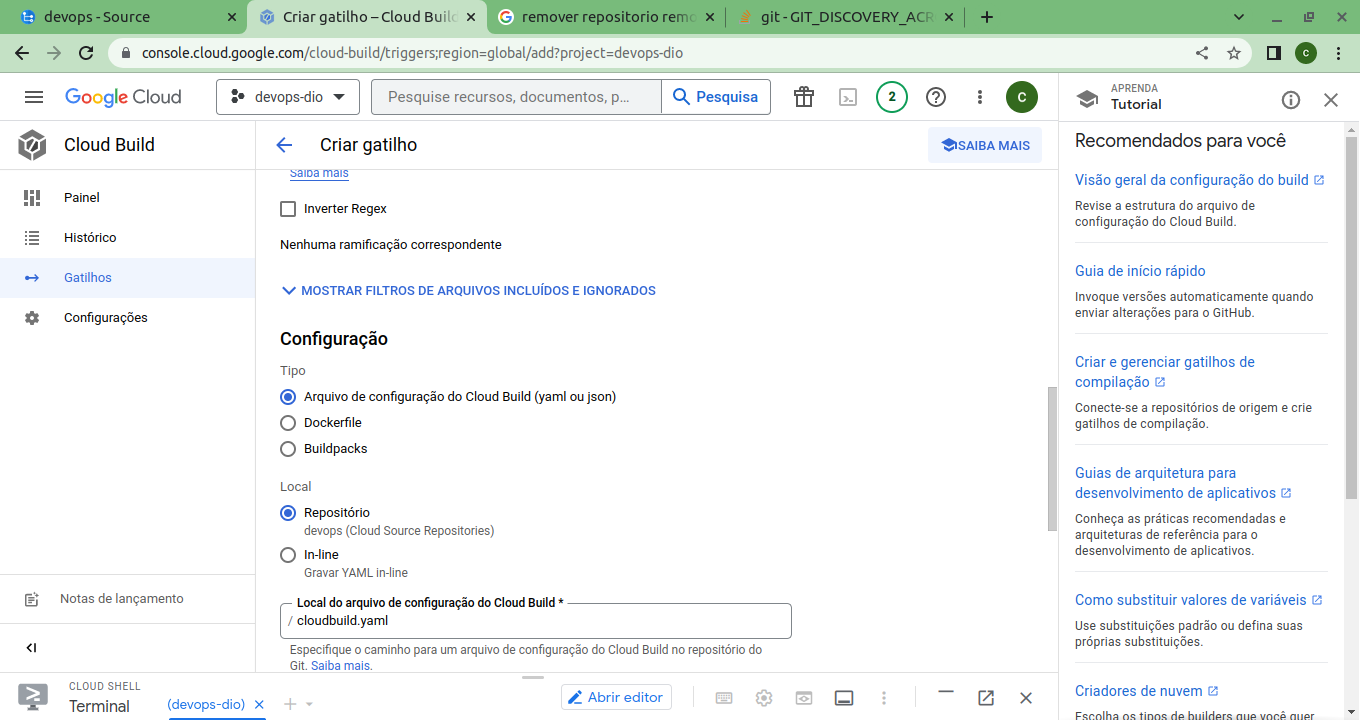 devops - Source
Criar gatilho – Cloud Build
remover repositorio remo
git - GIT_DISCOVERY_ACR
console.cloud.google.com/cloud-build/triggers;region=global/add?project=devops-dio
C
Google Cloud
devops-dio
Pesquise recursos, documentos, p…
Pesquisa
2
C
APRENDA
Tutorial
Cloud Build
Criar gatilho
SAIBA MAIS
Painel
Histórico
Gatilhos
Configurações
Notas de lançamento
Saiba mais
Inverter Regex
Nenhuma ramificação correspondente
MOSTRAR FILTROS DE ARQUIVOS INCLUÍDOS E IGNORADOS
Configuração
Tipo
Arquivo de configuração do Cloud Build (yaml ou json)
Dockerfile
Buildpacks
Local
Repositório
devops (Cloud Source Repositories)
In-line
Gravar YAML in-line
Local do arquivo de configuração do Cloud Build *
/ cloudbuild.yaml
Especifique o caminho para um arquivo de configuração do Cloud Build no repositório do
Git. Saiba mais.
Recomendados para você
Visão geral da configuração do build
Revise a estrutura do arquivo de
configuração do Cloud Build.
Guia de início rápido
Invoque versões automaticamente quando
enviar alterações para o GitHub.
Criar e gerenciar gatilhos de
compilação
Conecte-se a repositórios de origem e crie
gatilhos de compilação.
Guias de arquitetura para
desenvolvimento de aplicativos
Conheça as práticas recomendadas e
arquiteturas de referência para o
desenvolvimento de aplicativos.
Como substituir valores de variáveis
Use substituições padrão ou defina suas
próprias substituições.
Criadores de nuvem
Escolha os tipos de builders que você quer
CLOUD SHELL
Terminal
(devops-dio)
Abrir editor